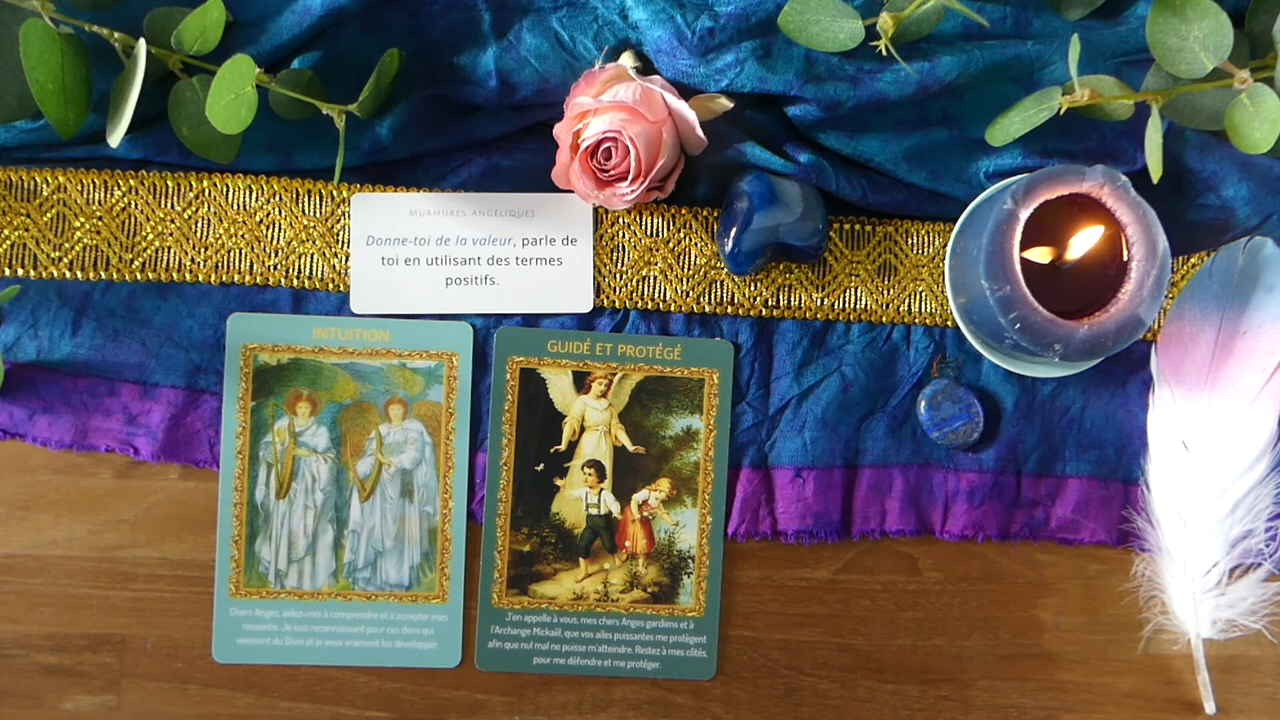 MURMURES ANGÉLIQUES
Donne-toi de la valeur, parle de
toi en utilisant des termes
positifs.
INTUITION
Chers Anges, aidez-moi à comprendre et à accepter mes
ressentis. Je suis reconnaissant pour ces dons qui
viennent du Divin et je veux vraiment les développer.
GUIDÉ ET PROTÉGÉ
J'en appelle à vous, mes chers Anges gardiens et à
l'Archange Mickaël, que vos ailes puissantes me protègent
afin que nul mal ne puisse m'atteindre. Restez à mes côtés,
pour me défendre et me protéger.